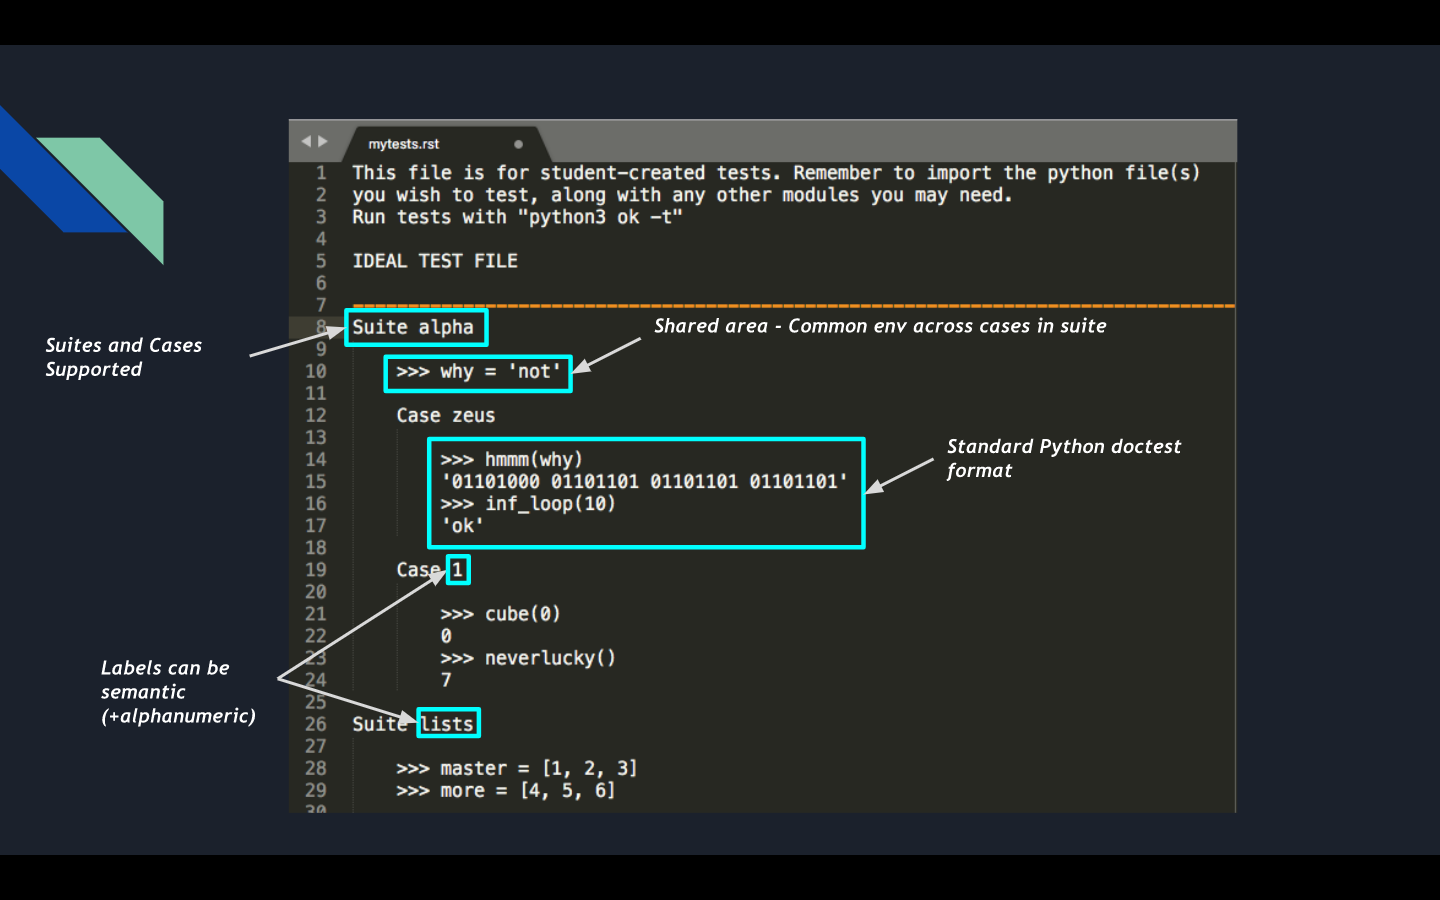 mytests.rst
1 This file is for student-created tests. Remember to import the python file(s)
2 you wish to test, along with any other modules you may need.
3 Run tests with "python3 ok -t"
4
5 IDEAL TEST FILE
6
7
8 Suite alpha
9
10 >>> why = 'not'
11
12 Case zeus
13
14 >>> hmmm(why)
15 '01101000 01101101 01101101 01101101'
16 >>> inf_loop(10)
17 'ok'
18
19 Case 1
20
21 >>> cube(0)
22 0
23 >>> neverlucky()
24 7
25
26 Suite lists
27
28 >>> master = [1, 2, 3]
29 >>> more = [4, 5, 6]
30
Suites and Cases
Supported
Shared area - Common env across cases in suite
Standard Python doctest
format
Labels can be
semantic
(+alphanumeric)